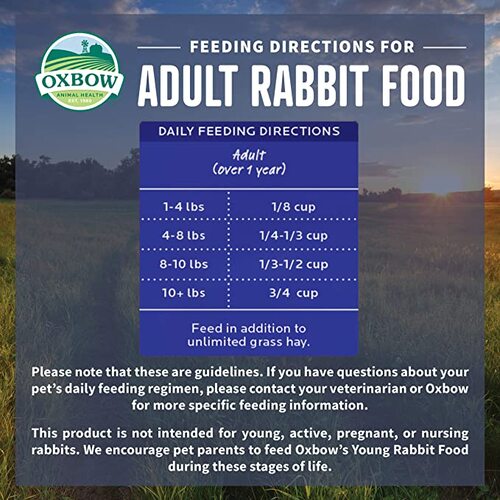 OXBOW
ANIMAL HEALTH
EST. 1980
FEEDING DIRECTIONS FOR
ADULT RABBIT FOOD
DAILY FEEDING DIRECTIONS
Adult
(over 1 year)
1-4 lbs 1/8 cup
4-8 lbs 1/4-1/3 cup
8-10 lbs 1/3-1/2 cup
10+ lbs 3/4 cup
Feed in addition to
unlimited grass hay.
Please note that these are guidelines. If you have questions about your
pet's daily feeding regimen, please contact your veterinarian or Oxbow
for more specific feeding information.
This product is not intended for young, active, pregnant, or nursing
rabbits. We encourage pet parents to feed Oxbow's Young Rabbit Food
during these stages of life.